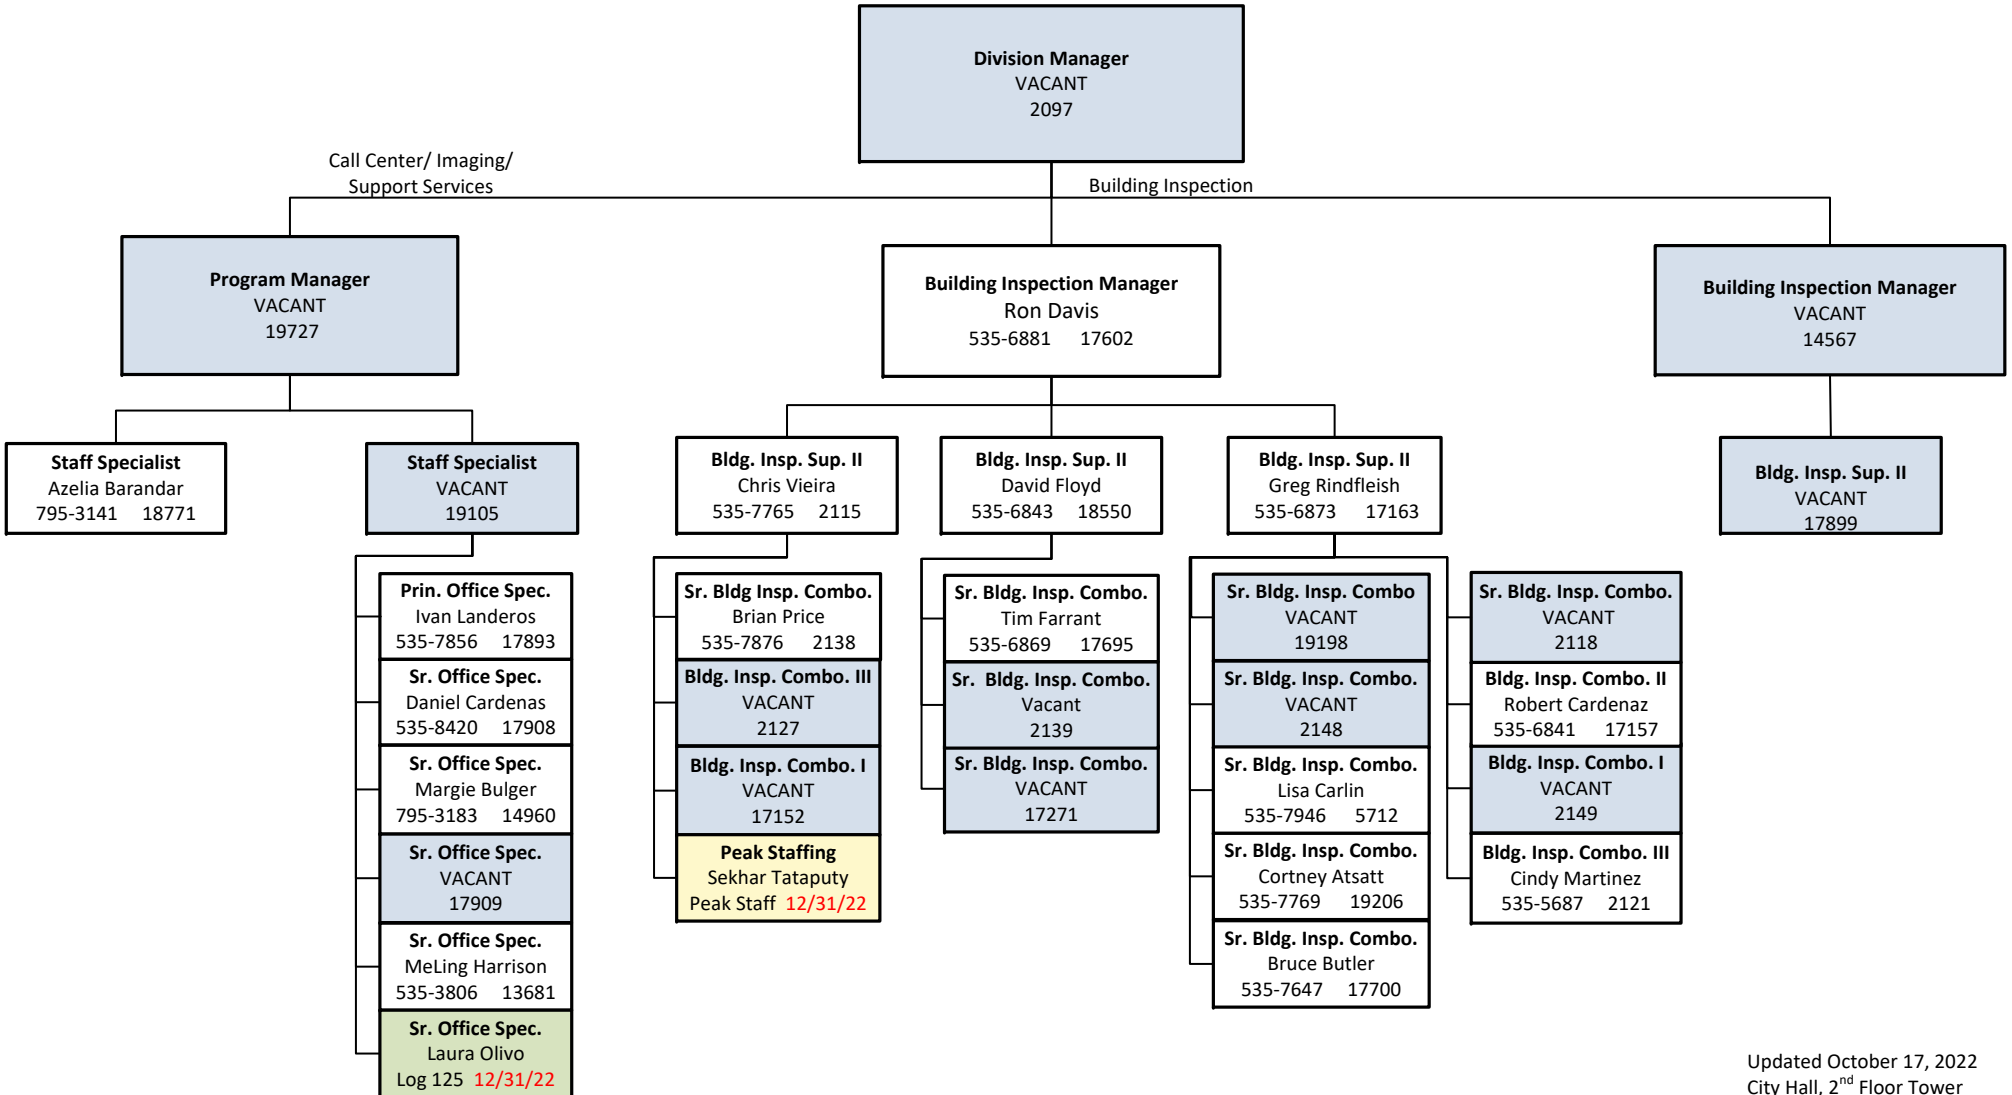 Division Manager
VACANT
2097
Call Center/ Imaging/
Support Services
Building Inspection
Program Manager
VACANT
19727
Building Inspection Manager
Ron Davis
535-6881 17602
Building Inspection Manager
VACANT
14567
Staff Specialist
Azelia Barandar
795-3141 18771
Staff Specialist
VACANT
19105
Bldg. Insp. Sup. II
Chris Vieira
535-7765 2115
Bldg. Insp. Sup. II
David Floyd
535-6843 18550
Bldg. Insp. Sup. II
Greg Rindfleish
535-6873 17163
Bldg. Insp. Sup. II
VACANT
17899
Prin. Office Spec.
Ivan Landeros
535-7856 17893
Sr. Office Spec.
Daniel Cardenas
535-8420 17908
Sr. Office Spec.
Margie Bulger
795-3183 14960
Sr. Office Spec.
VACANT
17909
Sr. Office Spec.
MeLing Harrison
535-3806 13681
Sr. Office Spec.
Laura Olivo
Log 125 12/31/22
Sr. Bldg Insp. Combo.
Brian Price
535-7876 2138
Bldg. Insp. Combo. III
VACANT
2127
Bldg. Insp. Combo. I
VACANT
17152
Peak Staffing
Sekhar Tataputy
Peak Staff 12/31/22
Sr. Bldg. Insp. Combo.
Tim Farrant
535-6869 17695
Sr. Bldg. Insp. Combo.
Vacant
2139
Sr. Bldg. Insp. Combo.
VACANT
17271
Sr. Bldg. Insp. Combo
VACANT
19198
Sr. Bldg. Insp. Combo.
VACANT
2148
Sr. Bldg. Insp. Combo.
Lisa Carlin
535-7946 5712
Sr. Bldg. Insp. Combo.
Cortney Atsatt
535-7769 19206
Sr. Bldg. Insp. Combo.
Bruce Butler
535-7647 17700
Sr. Bldg. Insp. Combo.
VACANT
2118
Bldg. Insp. Combo. II
Robert Cardenaz
535-6841 17157
Bldg. Insp. Combo. I
VACANT
2149
Bldg. Insp. Combo. III
Cindy Martinez
535-5687 2121
Updated October 17, 2022
City Hall, 2nd Floor Tower